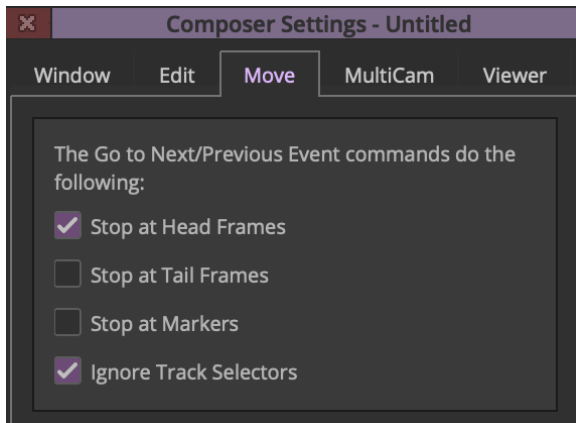 Composer Settings - Untitled
Window Edit Move MultiCam Viewer
The Go to Next/Previous Event commands do the
following:
Stop at Head Frames
Stop at Tail Frames
Stop at Markers
Ignore Track Selectors